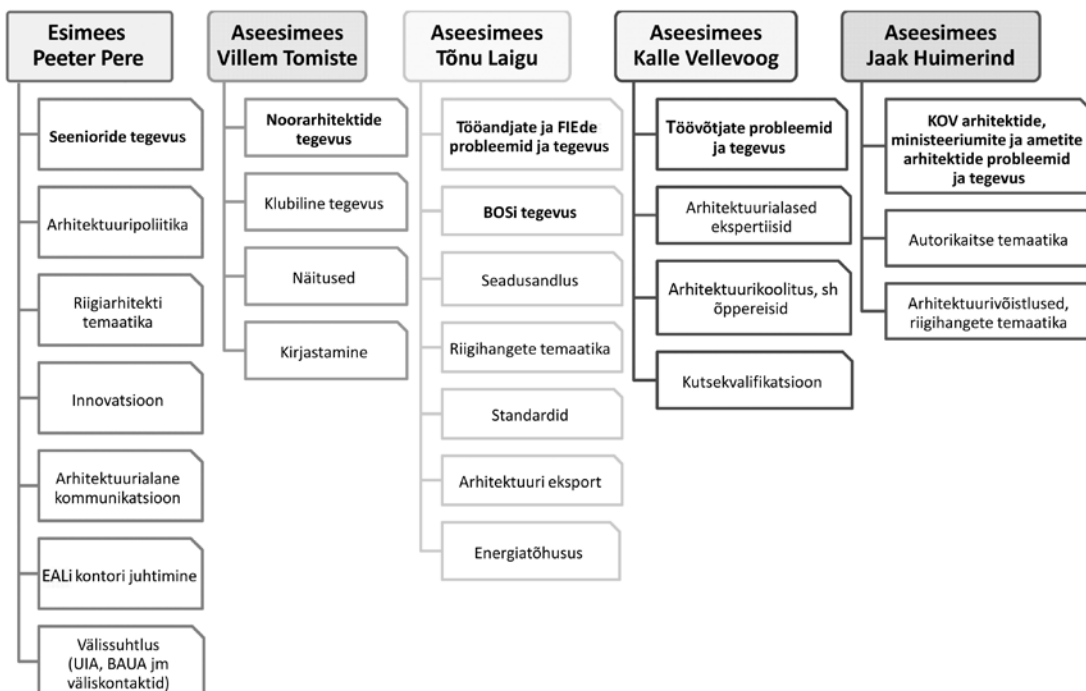 Esimees
Peeter Pere
Seenioride tegevus
Arhitektuuripoliitika
Riigiarhitekti
temaatika
Innovatsioon
Arhitektuurialane
kommunikatsioon
EALi kontori juhtimine
Välissuhtlus
(UIA, BAUA jm
väliskontaktid)
Aseesimees
Villem Tomiste
Noorarhitektide
tegevus
Klubiline tegevus
Näitused
Kirjastamine
Aseesimees
Tõnu Laigu
Tööandjate ja FIEde
probleemid ja tegevus
BOSi tegevus
Seadusandlus
Riigihangete temaatika
Standardid
Arhitektuuri eksport
Energiatõhusus
Aseesimees
Kalle Vellevoog
Töövõtjate probleemid
ja tegevus
Arhitektuurialased
ekspertiisid
Arhitektuurikoolitus, sh
õppereisid
Kutsekvalifikatsioon
Aseesimees
Jaak Huimerind
KOV arhitektide,
ministeeriumite ja ametite
arhitektide probleemid
ja tegevus
Autorikaitse temaatika
Arhitektuurivõistlused,
riigihangete temaatika